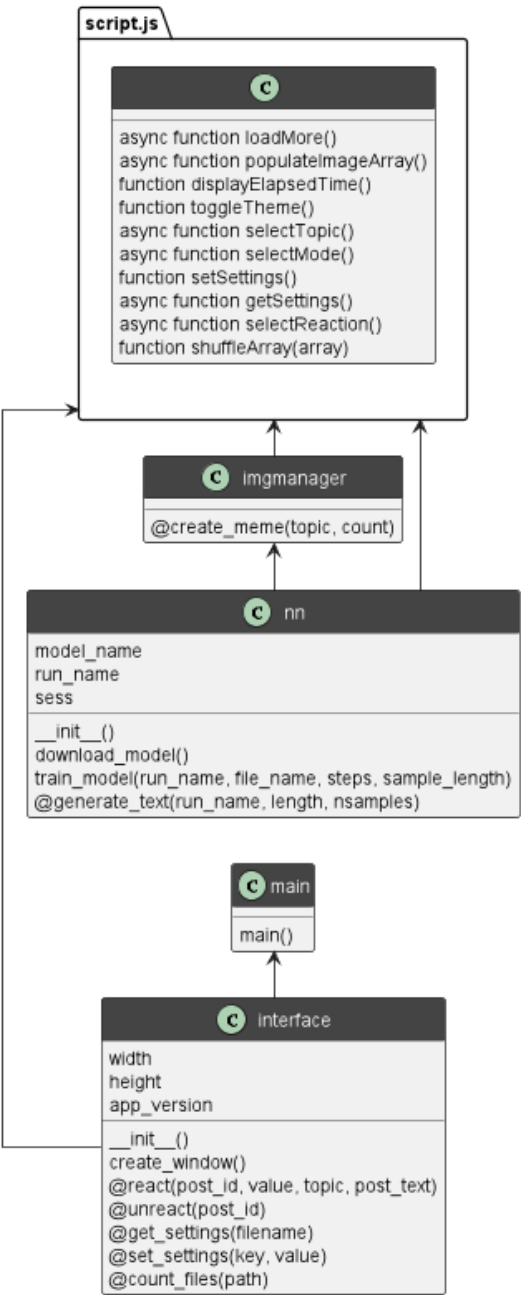 script.js
C
async function loadMore()
async function populateImageArray()
function displayElapsedTime()
function toggleTheme()
async function selectTopic()
async function selectMode()
function setSettings()
async function getSettings()
async function selectReaction()
function shuffleArray(array)
C imgmanager
@create_meme(topic, count)
C nn
model_name
run_name
sess
__init__()
download_model()
train_model(run_name, file_name, steps, sample_length)
@generate_text(run_name, length, nsamples)
C main
main()
C interface
width
height
app_version
__init__()
create_window()
@react(post_id, value, topic, post_text)
@unreact(post_id)
@get_settings(filename)
@set_settings(key, value)
@count_files(path)